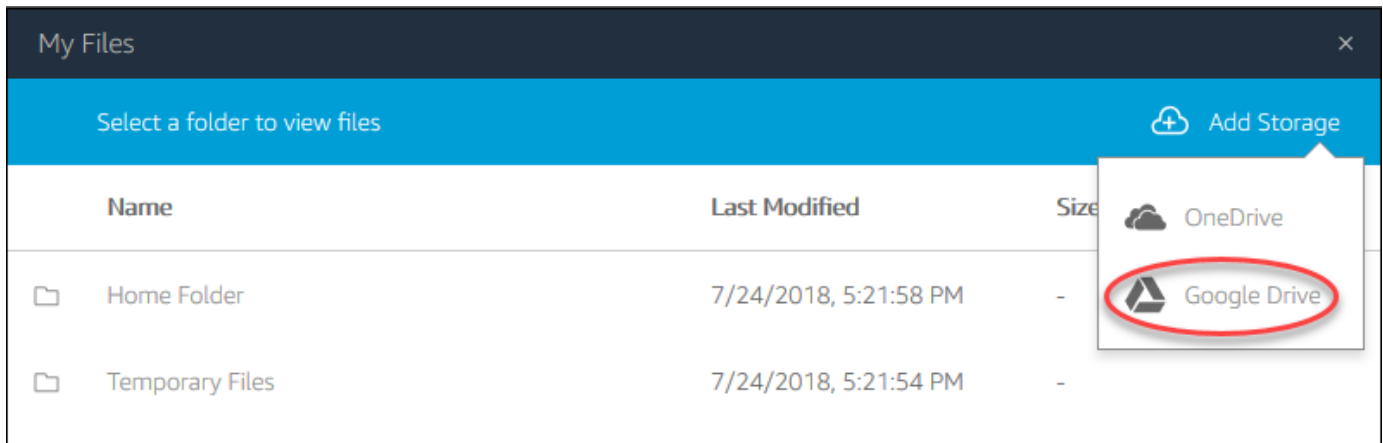 My Files ×
Select a folder to view files Add Storage
Name Last Modified Size
OneDrive
Home Folder 7/24/2018, 5:21:58 PM -
Google Drive
Temporary Files 7/24/2018, 5:21:54 PM -